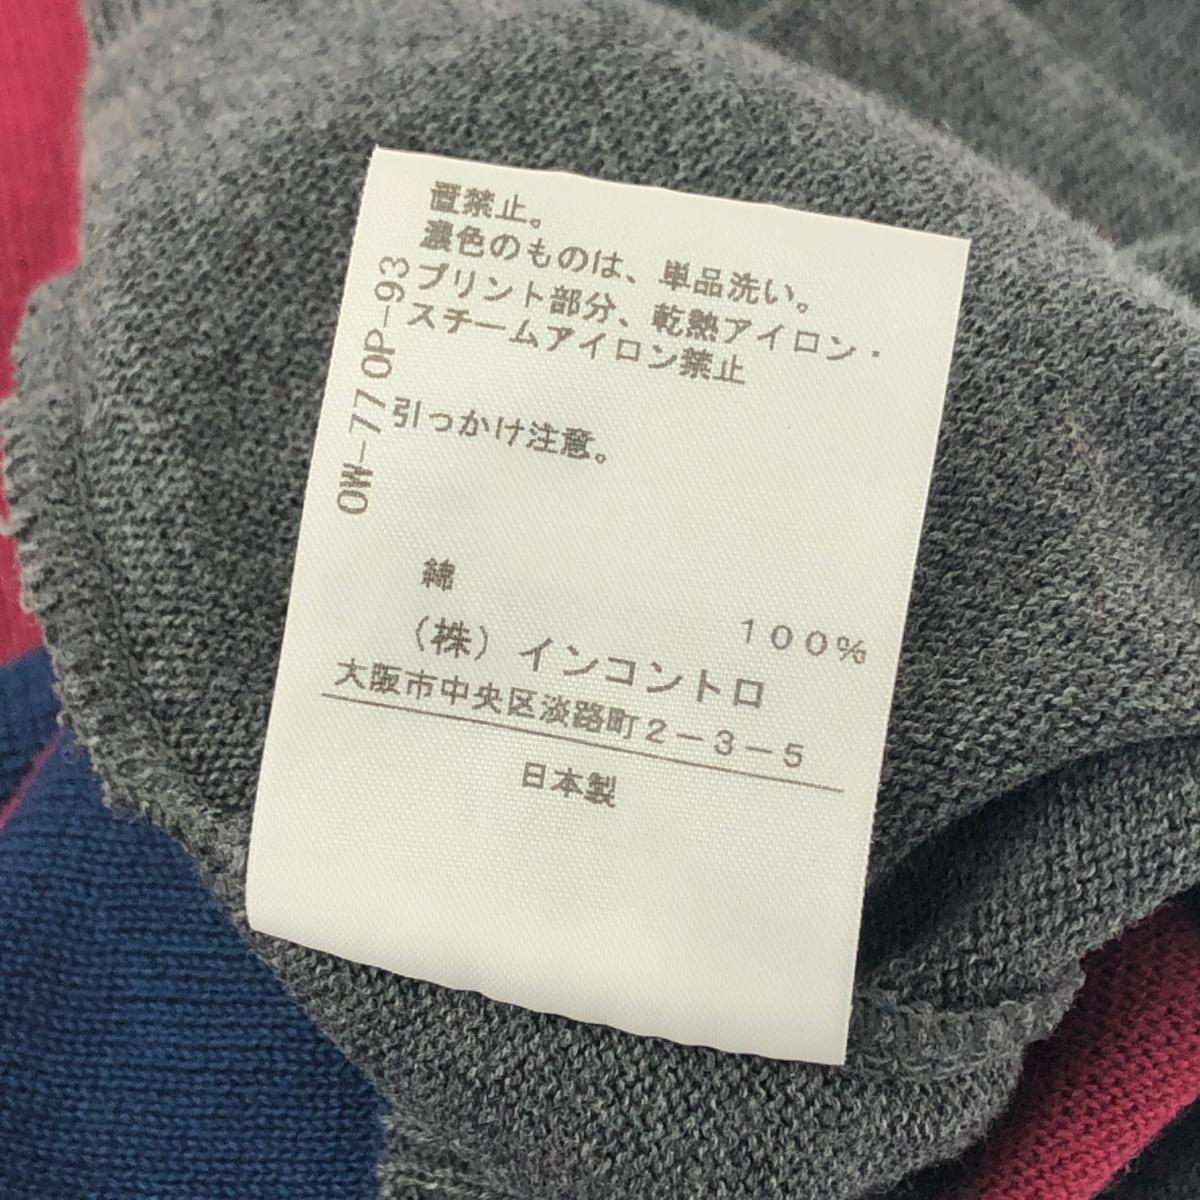 置禁止。
濃色のものは、単品洗い。
プリント部分、乾熱アイロン・
スチームアイロン禁止
引っかけ注意。
OW-77OP-93
綿 100%
(株)インコントロ
大阪市中央区淡路町2-3-5
日本製